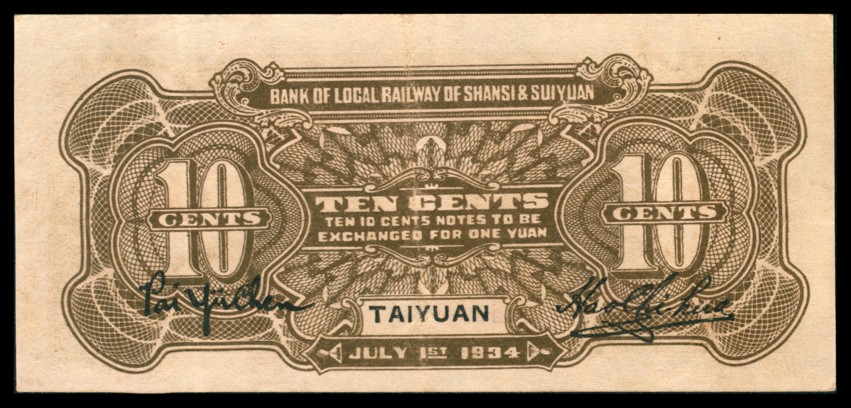 BANK OF LOCAL RAILWAY OF SHANSI & SUIYUAN
10 CENTS
10 CENTS
TEN CENTS
TEN 10 CENTS NOTES TO BE
EXCHANGED FOR ONE YUAN
TAIYUAN
JULY 1ST 1934